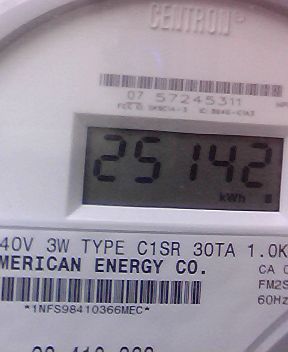 CENTRON
07 57245311
25142
kWh
40V 3W TYPE C1SR 30TA 1.0K
MERICAN ENERGY CO.
CA
FM2S
60Hz
*1NFS98410366MEC*